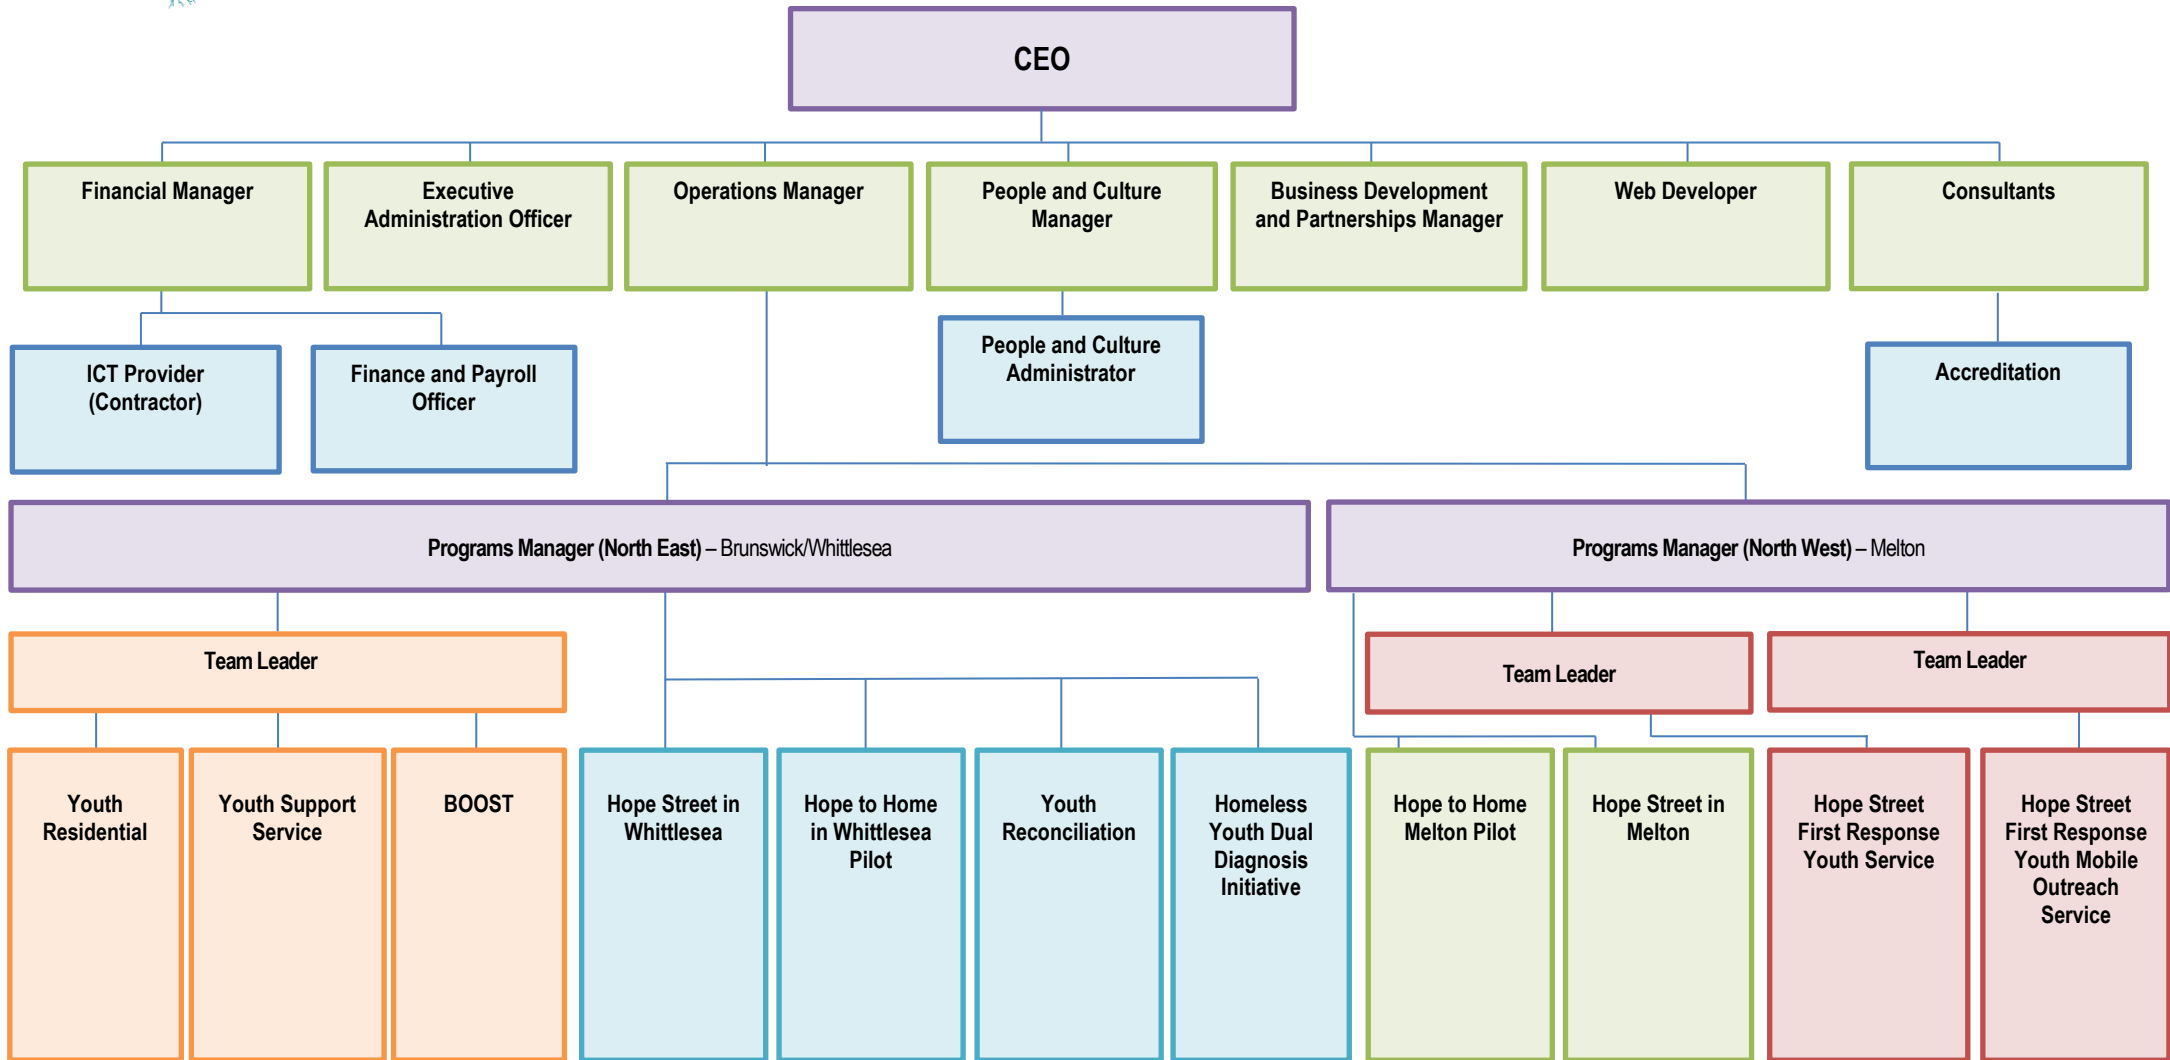 CEO
Financial Manager
Executive
Administration Officer
Operations Manager
People and Culture
Manager
Business Development
and Partnerships Manager
Web Developer
Consultants
ICT Provider
(Contractor)
Finance and Payroll
Officer
People and Culture
Administrator
Accreditation
Programs Manager (North East) – Brunswick/Whittlesea
Programs Manager (North West) – Melton
Team Leader
Team Leader
Team Leader
Youth
Residential
Youth Support
Service
BOOST
Hope Street in
Whittlesea
Hope to Home
in Whittlesea
Pilot
Youth
Reconciliation
Homeless
Youth Dual
Diagnosis
Initiative
Hope to Home
Melton Pilot
Hope Street in
Melton
Hope Street
First Response
Youth Service
Hope Street
First Response
Youth Mobile
Outreach
Service